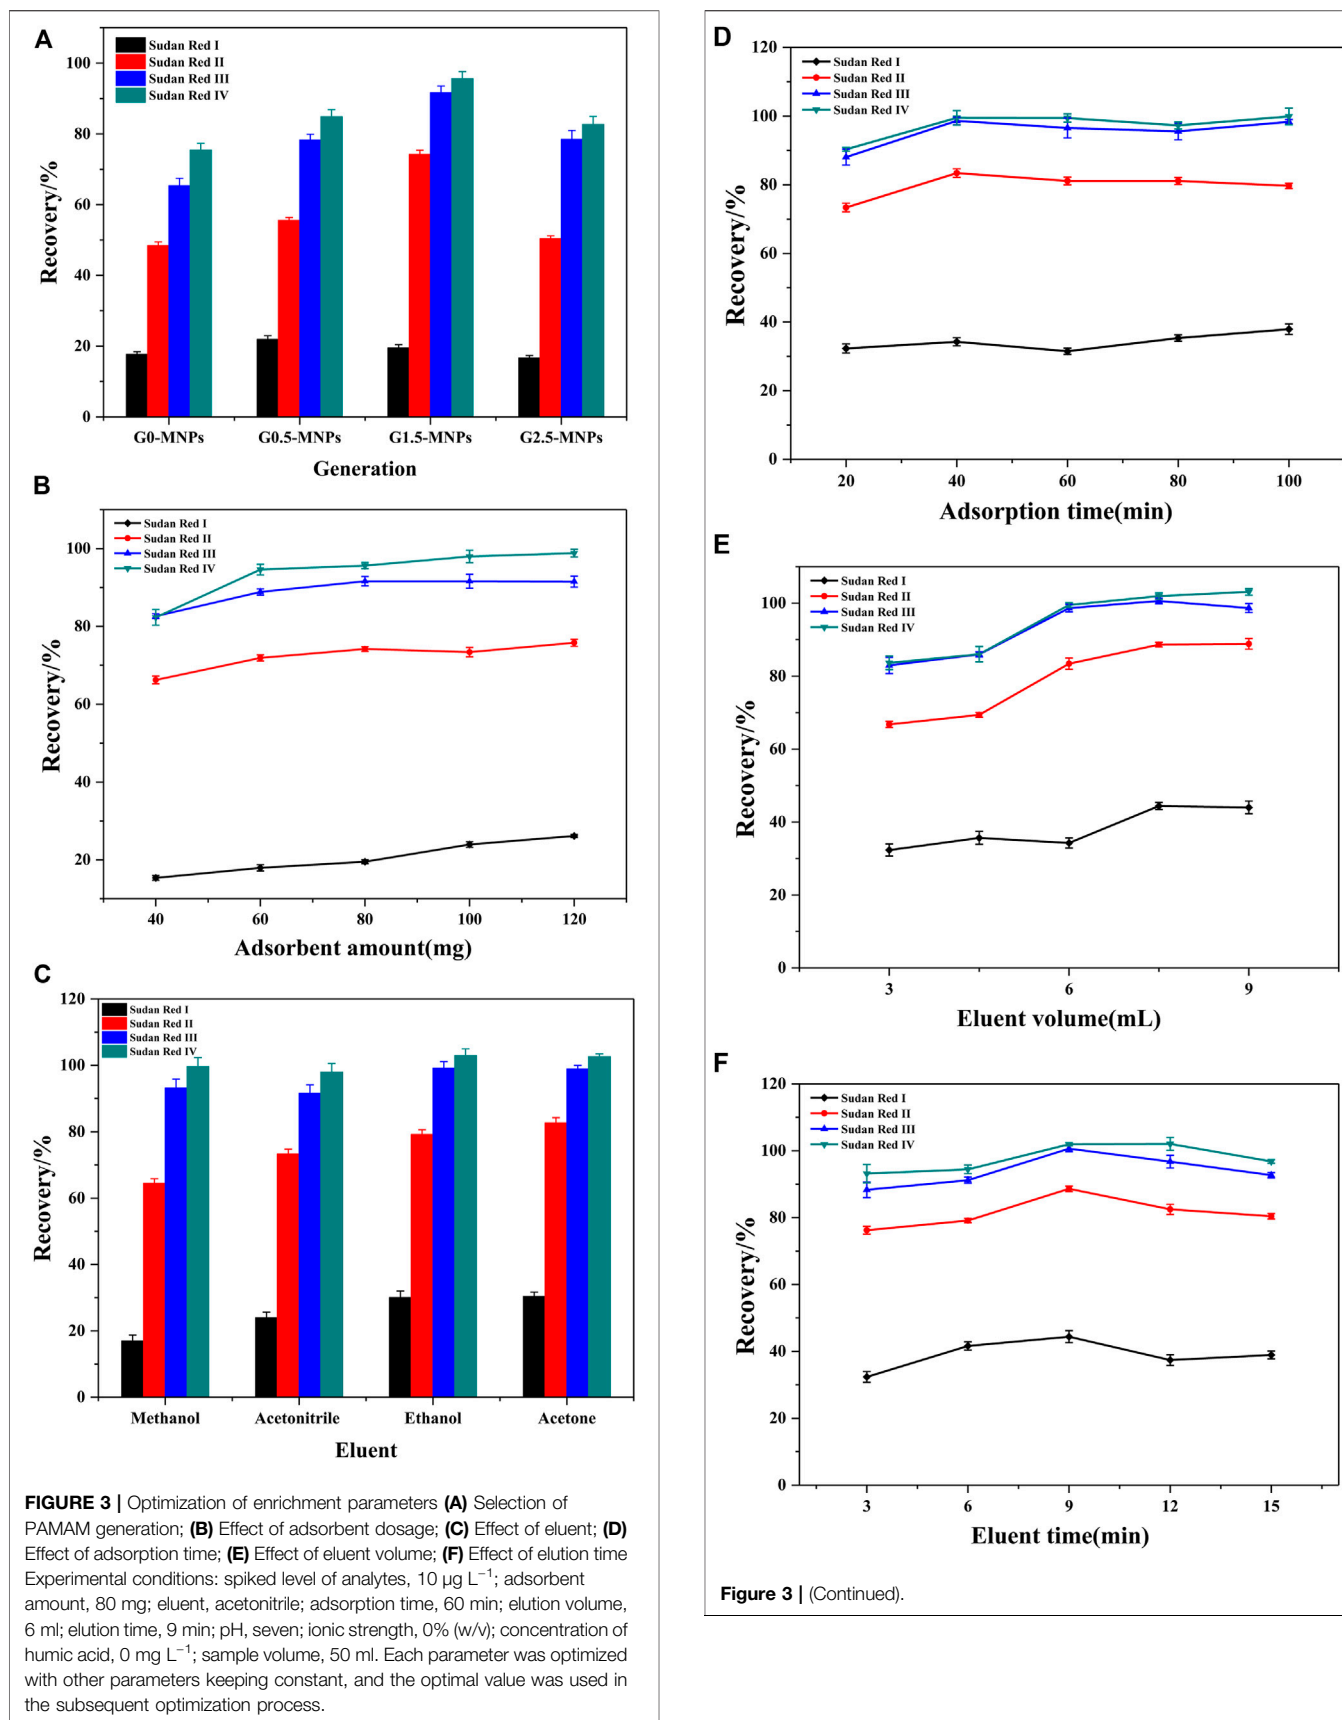 A
Sudan Red I
Sudan Red II
Sudan Red III
Sudan Red IV
100
80
60
40
20
0
Recovery/%
G0-MNPs G0.5-MNPs G1.5-MNPs G2.5-MNPs
Generation
B
Sudan Red I
Sudan Red II
Sudan Red III
Sudan Red IV
100
80
60
40
20
Recovery/%
40 60 80 100 120
Adsorbent amount(mg)
C
Sudan Red I
Sudan Red II
Sudan Red III
Sudan Red IV
120
100
80
60
40
20
0
Recovery/%
Methanol Acetonitrile Ethanol Acetone
Eluent
FIGURE 3 | Optimization of enrichment parameters (A) Selection of
PAMAM generation; (B) Effect of adsorbent dosage; (C) Effect of eluent; (D)
Effect of adsorption time; (E) Effect of eluent volume; (F) Effect of elution time
Experimental conditions: spiked level of analytes, 10 µg L⁻¹; adsorbent
amount, 80 mg; eluent, acetonitrile; adsorption time, 60 min; elution volume,
6 ml; elution time, 9 min; pH, seven; ionic strength, 0% (w/v); concentration of
humic acid, 0 mg L⁻¹; sample volume, 50 ml. Each parameter was optimized
with other parameters keeping constant, and the optimal value was used in
the subsequent optimization process.
D
Sudan Red I
Sudan Red II
Sudan Red III
Sudan Red IV
120
100
80
60
40
20
0
Recovery/%
20 40 60 80 100
Adsorption time(min)
E
Sudan Red I
Sudan Red II
Sudan Red III
Sudan Red IV
100
80
60
40
20
0
Recovery/%
3 6 9
Eluent volume(mL)
F
Sudan Red I
Sudan Red II
Sudan Red III
Sudan Red IV
120
100
80
60
40
20
0
Recovery/%
3 6 9 12 15
Eluent time(min)
Figure 3 | (Continued).